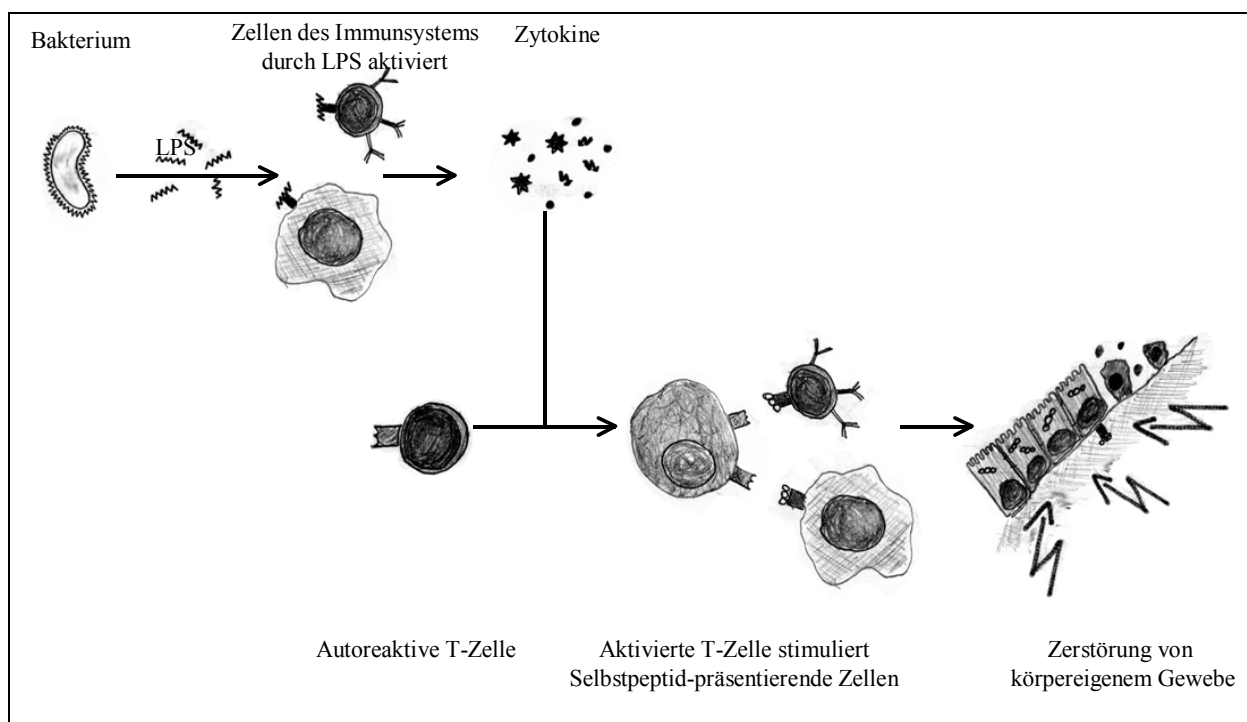 Bakterium
Zellen des Immunsystems
durch LPS aktiviert
Zytokine
LPS
Autoreaktive T-Zelle
Aktivierte T-Zelle stimuliert
Selbstpeptid-präsentierende Zellen
Zerstörung von
körpereigenem Gewebe